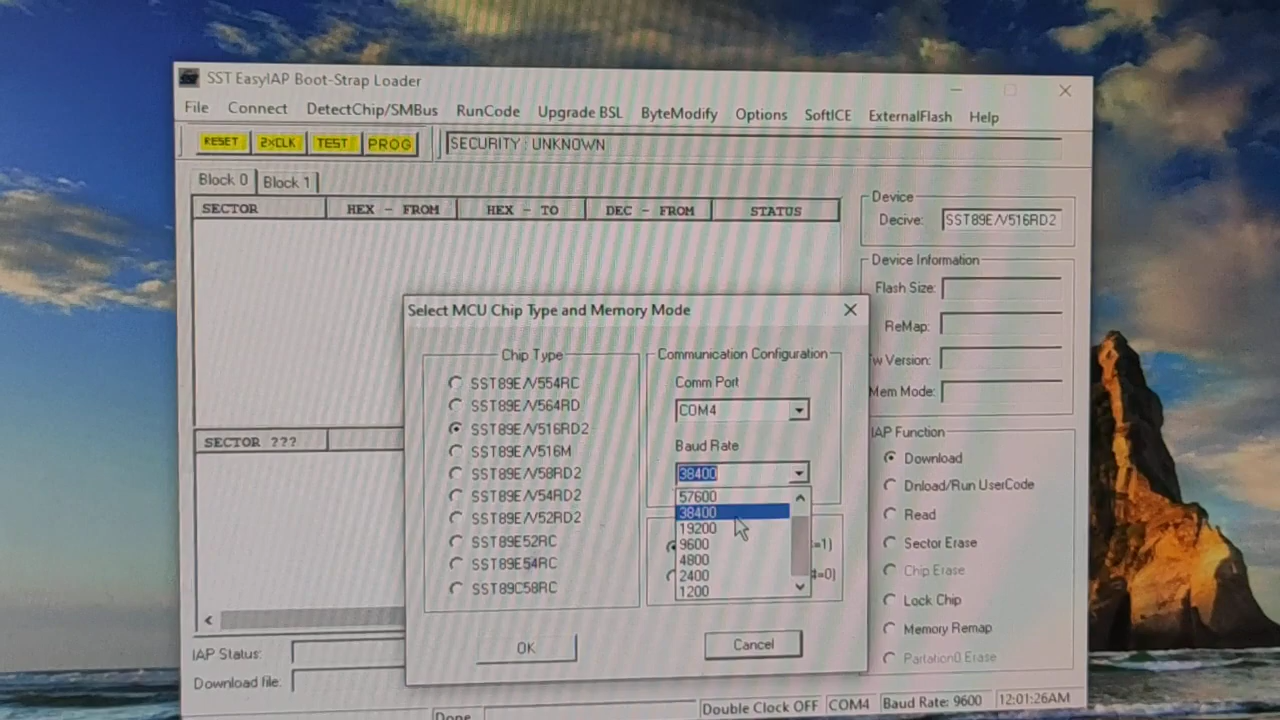 SST EasyIAP Boot-Strap Loader
File Connect DetectChip/SMBus RunCode Upgrade BSL ByteModify Options SoftICE ExternalFlash Help
RESET 2XCLK TEST PROG SECURITY : UNKNOWN
Block 0 Block 1
SECTOR HEX - FROM HEX - TO DEC - FROM STATUS
Device
Decive: SST89E/V516RD2
Device Information
Flash Size:
ReMap:
w Version:
Mem Mode:
SECTOR ???
Select MCU Chip Type and Memory Mode
Chip Type
SST89E/V554RC
SST89E/V564RD
SST89E/V516RD2
SST89E/V516M
SST89E/V58RD2
SST89E/V54RD2
SST89E/V52RD2
SST89E52RC
SST89E54RC
SST89C58RC
Communication Configuration
Comm Port
COM4
Baud Rate
38400
57600
38400
19200
9600
4800
2400
1200
=1)
#=0)
OK Cancel
IAP Function
Download
Dnload/Run UserCode
Read
Sector Erase
Chip Erase
Lock Chip
Memory Remap
Partation0 Erase
IAP Status:
Download file:
Done Double Clock OFF COM4 Baud Rate: 9600 12:01:26AM